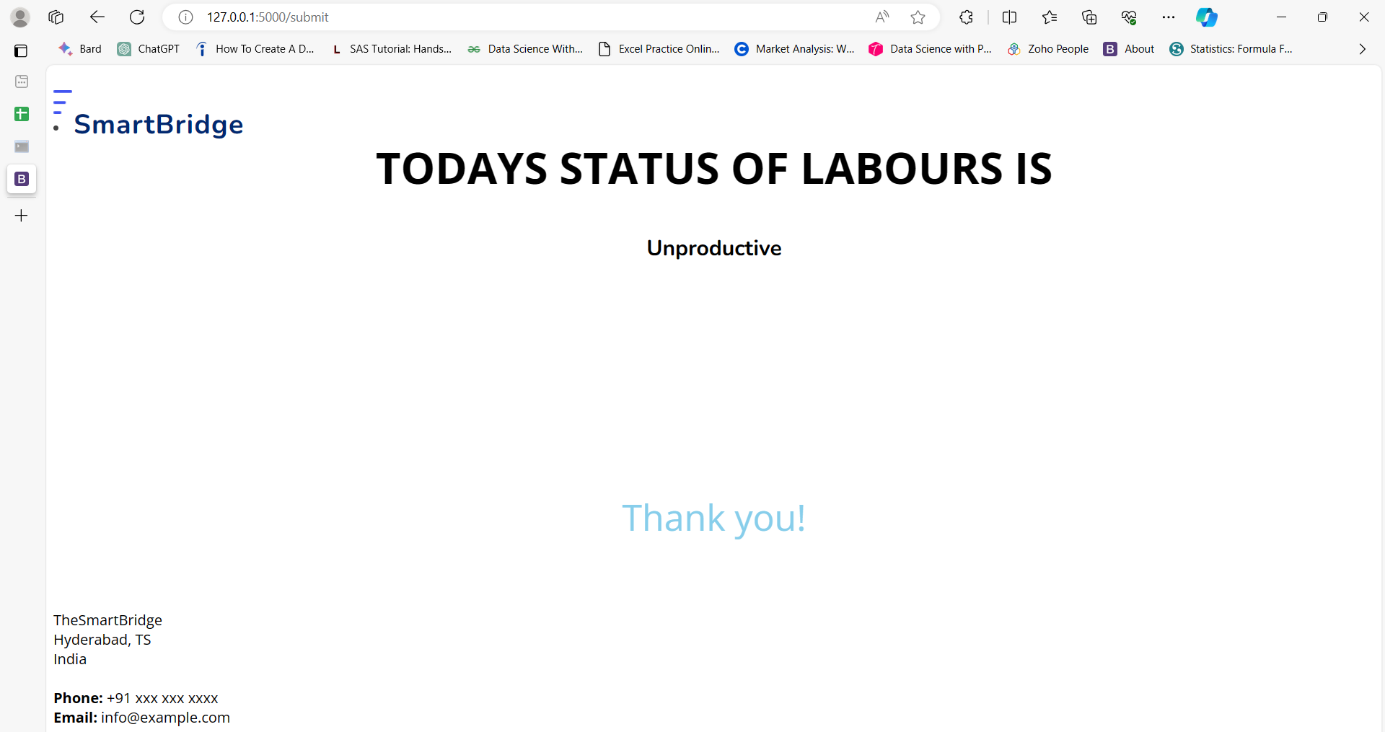 127.0.0.1:5000/submit
Bard ChatGPT How To Create A D... SAS Tutorial: Hands... Data Science With... Excel Practice Onlin... Market Analysis: W... Data Science with P... Zoho People About Statistics: Formula F...
SmartBridge
TODAYS STATUS OF LABOURS IS
Unproductive
Thank you!
TheSmartBridge
Hyderabad, TS
India
Phone: +91 xxx xxx xxxx
Email: info@example.com